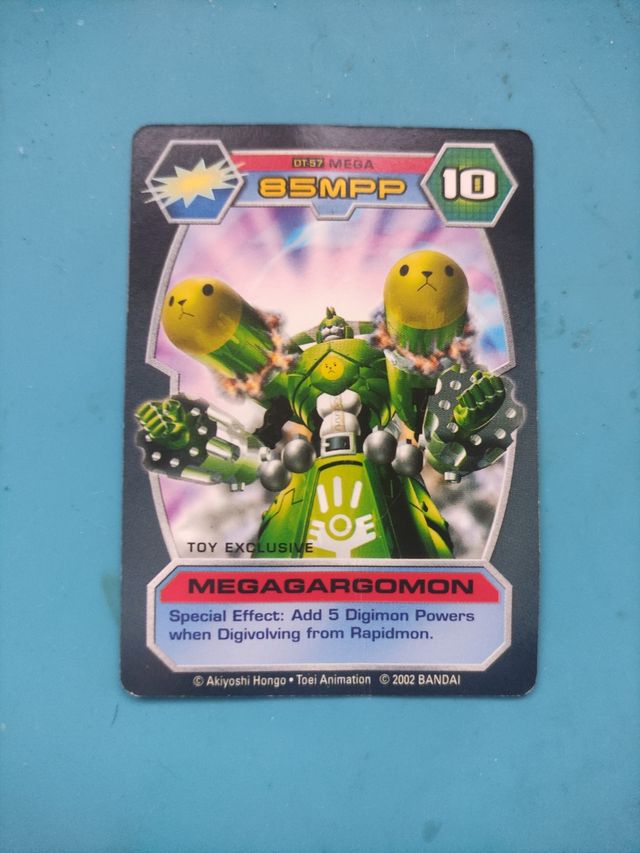 DT-57 MEGA
85MPP
10
TOY EXCLUSIVE
MEGAGARGOMON
Special Effect: Add 5 Digimon Powers
when Digivolving from Rapidmon.
© Akiyoshi Hongo • Toei Animation © 2002 BANDAI